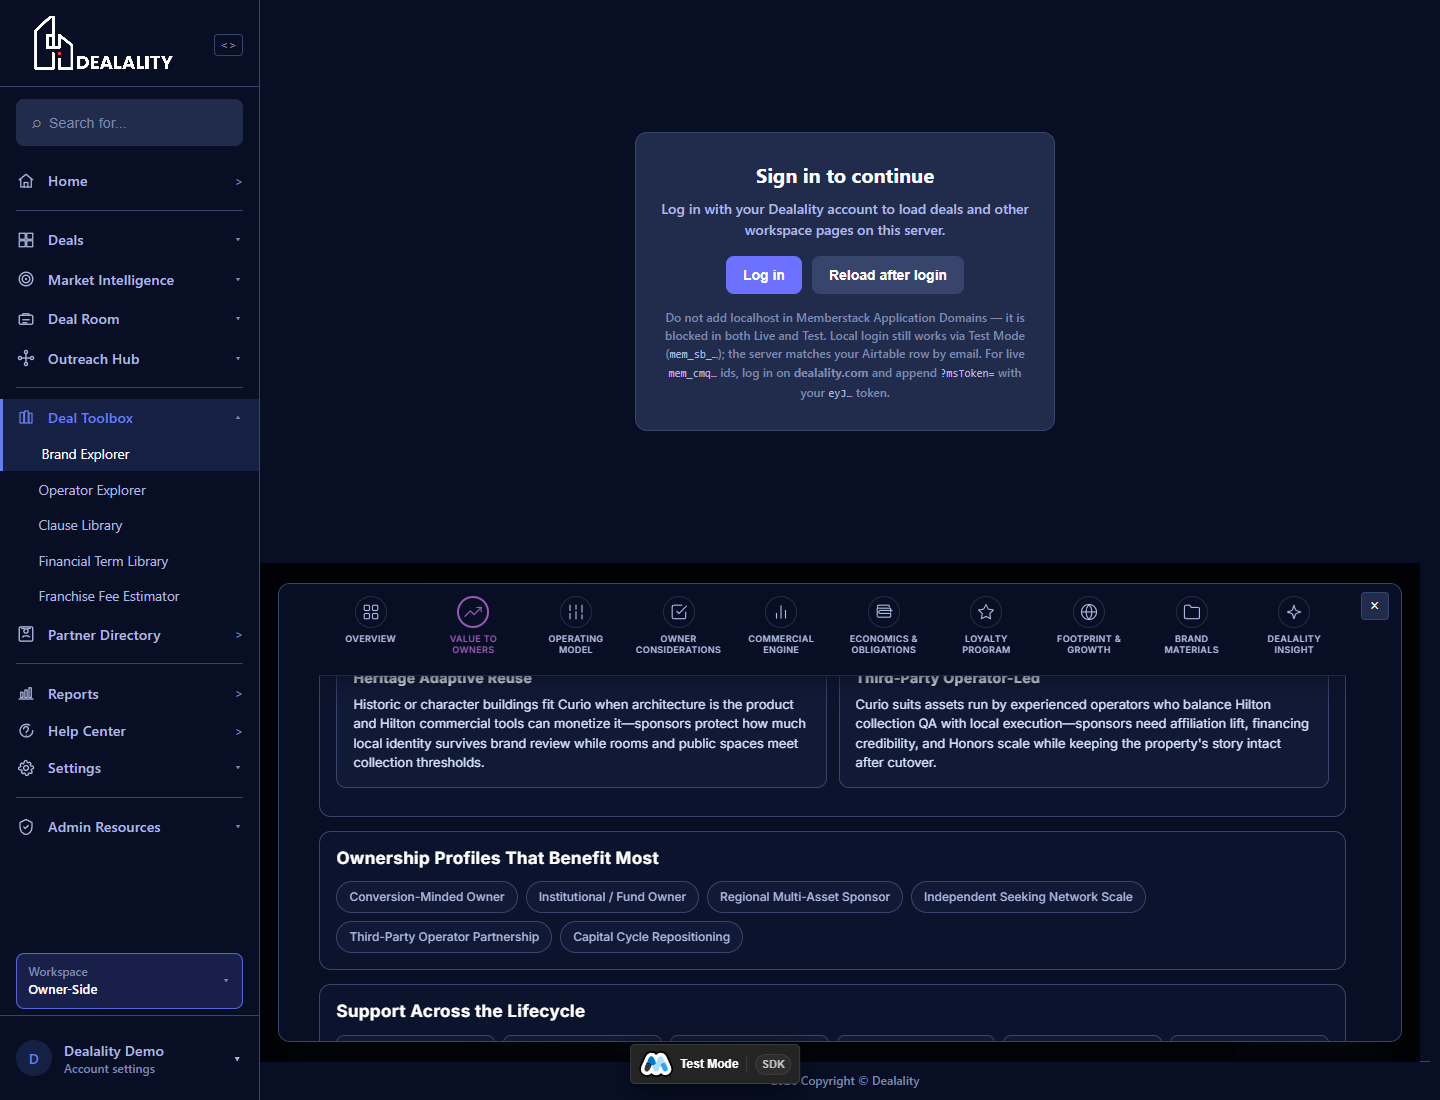 DEALALITY
<>
Search for...
Home
Deals
Market Intelligence
Deal Room
Outreach Hub
Deal Toolbox
Brand Explorer
Operator Explorer
Clause Library
Financial Term Library
Franchise Fee Estimator
Partner Directory
Reports
Help Center
Settings
Admin Resources
Workspace
Owner-Side
D
Dealality Demo
Account settings
Sign in to continue
Log in with your Dealality account to load deals and other
workspace pages on this server.
Log in
Reload after login
Do not add localhost in Memberstack Application Domains — it is
blocked in both Live and Test. Local login still works via Test Mode
(mem_sb_…); the server matches your Airtable row by email. For live
mem_cmq… ids, log in on dealality.com and append ?msToken= with
your eyJ… token.
OVERVIEW
VALUE TO
OWNERS
OPERATING
MODEL
OWNER
CONSIDERATIONS
COMMERCIAL
ENGINE
ECONOMICS &
OBLIGATIONS
LOYALTY
PROGRAM
FOOTPRINT &
GROWTH
BRAND
MATERIALS
DEALALITY
INSIGHT
×
Heritage Adaptive Reuse
Historic or character buildings fit Curio when architecture is the product
and Hilton commercial tools can monetize it—sponsors protect how much
local identity survives brand review while rooms and public spaces meet
collection thresholds.
Third-Party Operator-Led
Curio suits assets run by experienced operators who balance Hilton
collection QA with local execution—sponsors need affiliation lift, financing
credibility, and Honors scale while keeping the property's story intact
after cutover.
Ownership Profiles That Benefit Most
Conversion-Minded Owner
Institutional / Fund Owner
Regional Multi-Asset Sponsor
Independent Seeking Network Scale
Third-Party Operator Partnership
Capital Cycle Repositioning
Support Across the Lifecycle
Test Mode
SDK
Copyright © Dealality